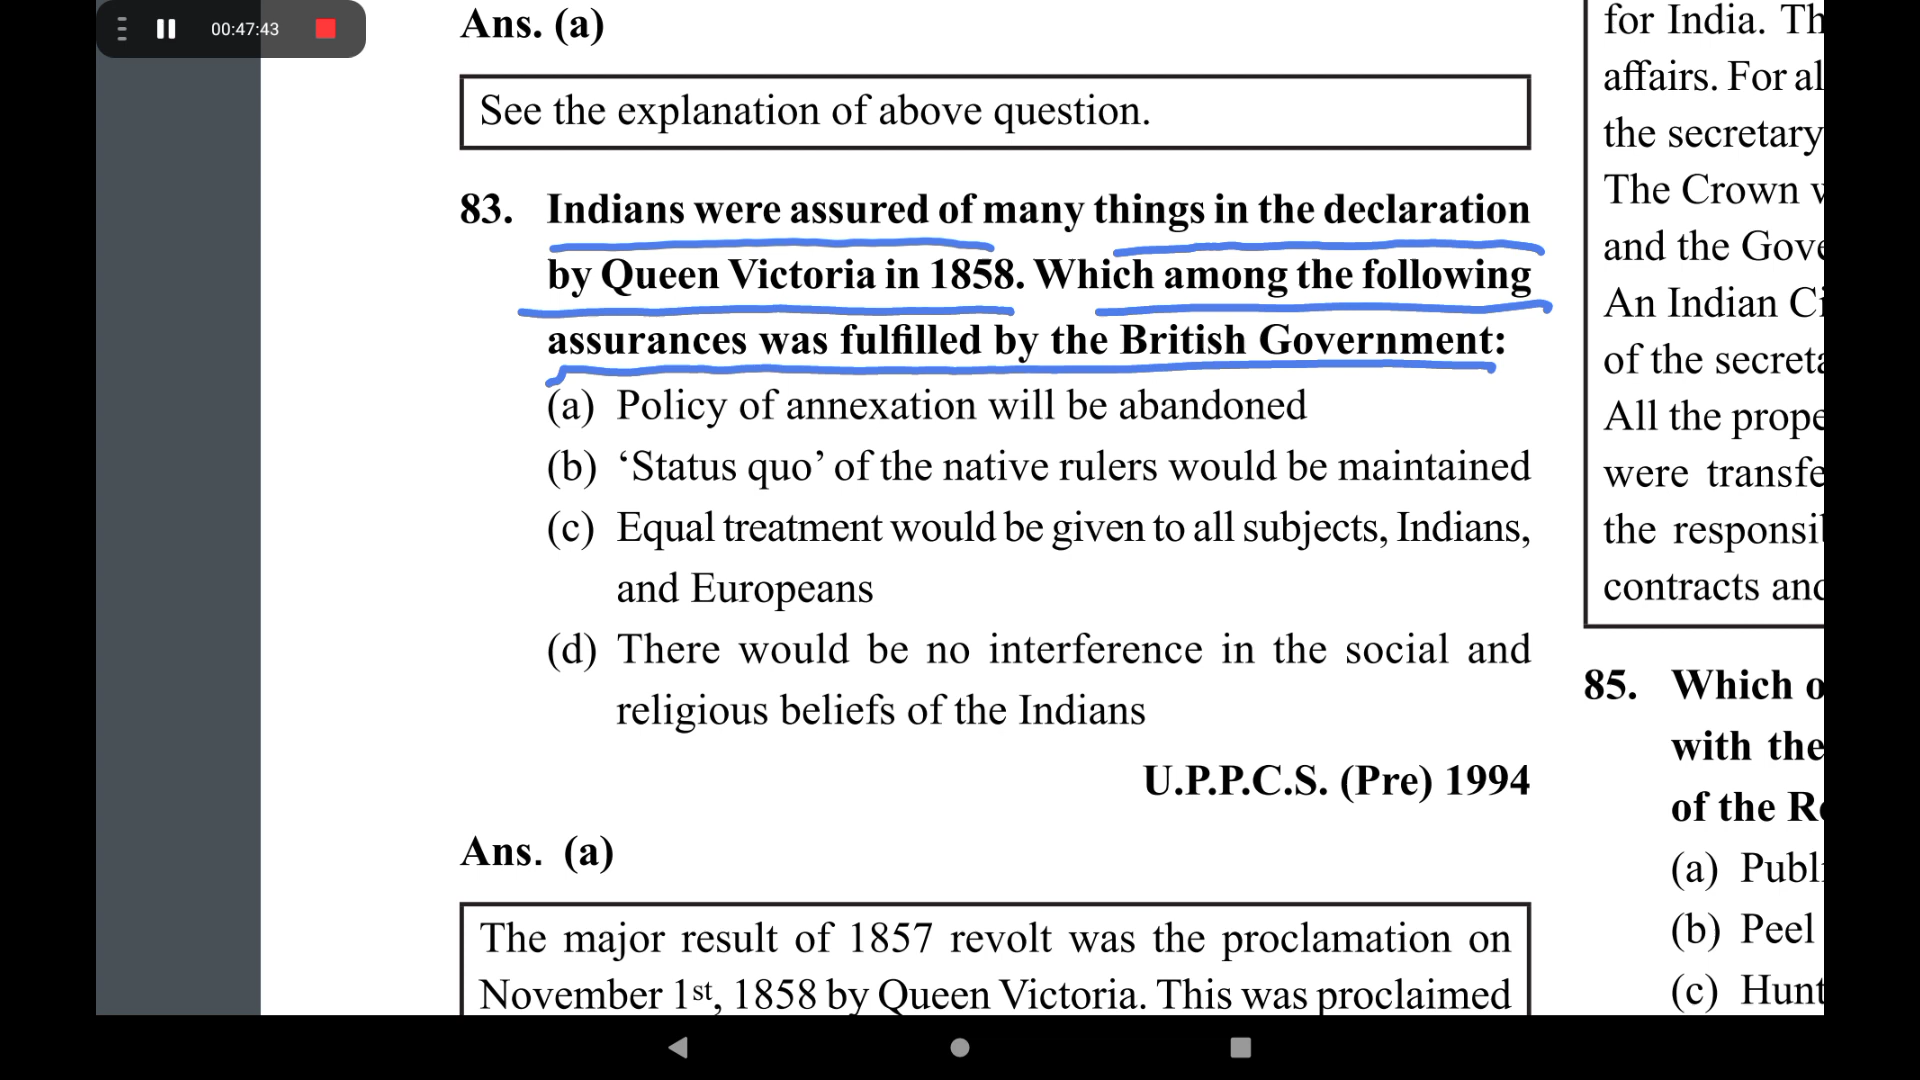 00:47:43
Ans. (a)
See the explanation of above question.
83. Indians were assured of many things in the declaration
by Queen Victoria in 1858. Which among the following
assurances was fulfilled by the British Government:
(a) Policy of annexation will be abandoned
(b) ‘Status quo’ of the native rulers would be maintained
(c) Equal treatment would be given to all subjects, Indians,
and Europeans
(d) There would be no interference in the social and
religious beliefs of the Indians
U.P.P.C.S. (Pre) 1994
Ans. (a)
The major result of 1857 revolt was the proclamation on
November 1st, 1858 by Queen Victoria. This was proclaimed
for India. Th
affairs. For al
the secretary
The Crown
and the Gove
An Indian Ci
of the secreta
All the prope
were transfe
the responsi
contracts and
85. Which o
with the
of the Re
(a) Publi
(b) Peel
(c) Hunt